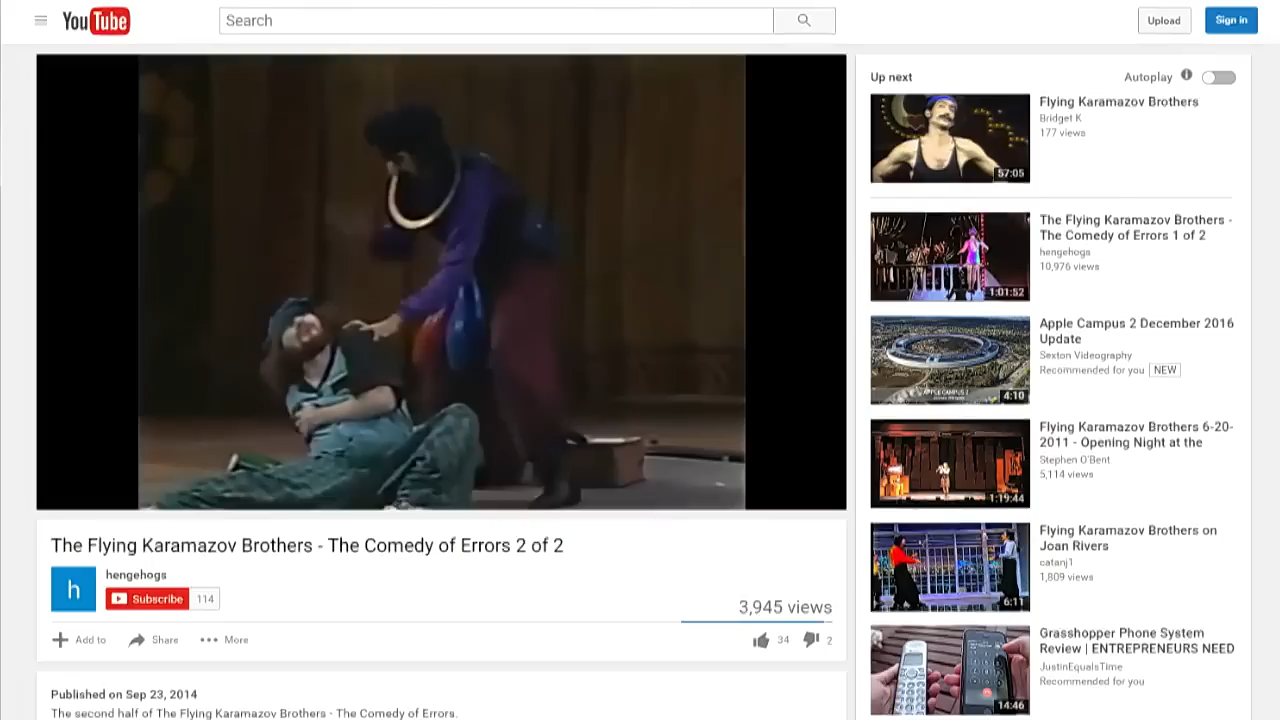 YouTube
Search
Upload
Sign in
Up next
Autoplay
Flying Karamazov Brothers
Bridget K
177 views
57:05
The Flying Karamazov Brothers -
The Comedy of Errors 1 of 2
hengehogs
10,976 views
1:01:52
Apple Campus 2 December 2016
Update
Sexton Videography
Recommended for you NEW
APPLE CAMPUS 2
4:10
Flying Karamazov Brothers 6-20-
2011 - Opening Night at the
Stephen O'Bent
5,114 views
1:19:44
Flying Karamazov Brothers on
Joan Rivers
catanj1
1,809 views
6:11
Grasshopper Phone System
Review | ENTREPRENEURS NEED
JustinEqualsTime
Recommended for you
14:46
The Flying Karamazov Brothers - The Comedy of Errors 2 of 2
h
hengehogs
Subscribe 114
3,945 views
Add to Share More
34 2
Published on Sep 23, 2014
The second half of The Flying Karamazov Brothers - The Comedy of Errors.